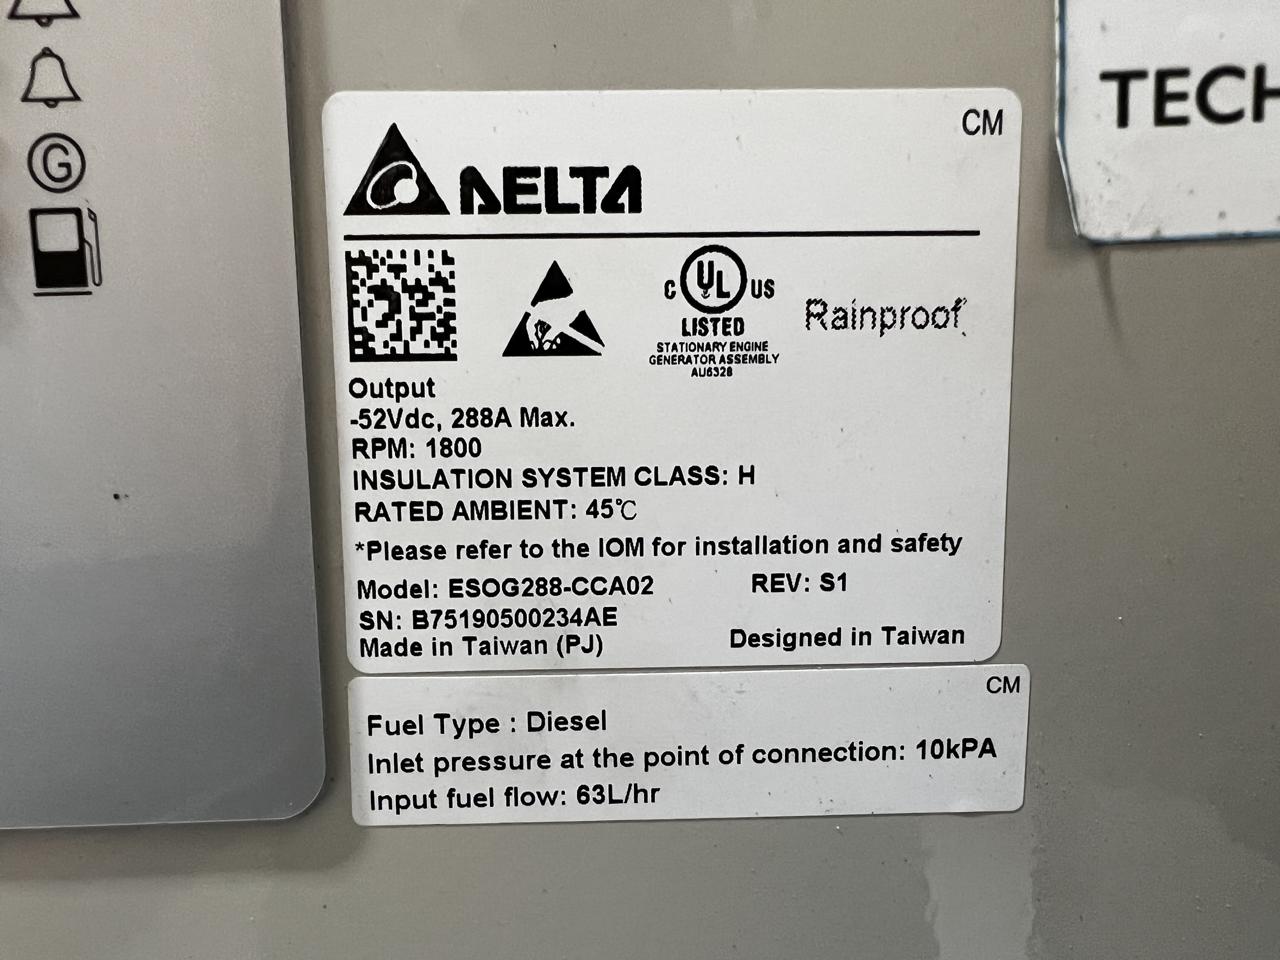 G
TECH
CM
DELTA
C UL US
LISTED
STATIONARY ENGINE
GENERATOR ASSEMBLY
AU6328
Rainproof
Output
-52Vdc, 288A Max.
RPM: 1800
INSULATION SYSTEM CLASS: H
RATED AMBIENT: 45℃
*Please refer to the IOM for installation and safety
Model: ESOG288-CCA02 REV: S1
SN: B75190500234AE
Made in Taiwan (PJ) Designed in Taiwan
CM
Fuel Type : Diesel
Inlet pressure at the point of connection: 10kPA
Input fuel flow: 63L/hr